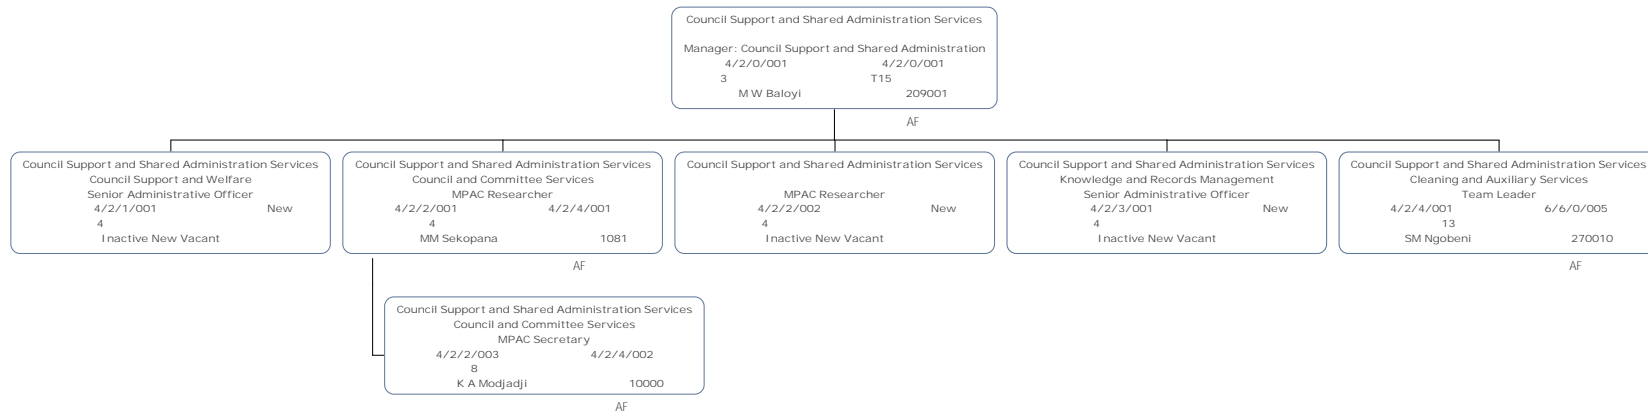 Council Support and Shared Administration Services
Manager: Council Support and Shared Administration
4/2/0/001 4/2/0/001
3 T15
M W Baloyi 209001
AF
Council Support and Shared Administration Services
Council Support and Welfare
Senior Administrative Officer
4/2/1/001 New
4
Inactive New Vacant
Council Support and Shared Administration Services
Council and Committee Services
MPAC Researcher
4/2/2/001 4/2/4/001
4
MM Sekopana 1081
AF
Council Support and Shared Administration Services
MPAC Researcher
4/2/2/002 New
4
Inactive New Vacant
Council Support and Shared Administration Services
Knowledge and Records Management
Senior Administrative Officer
4/2/3/001 New
4
Inactive New Vacant
Council Support and Shared Administration Services
Cleaning and Auxiliary Services
Team Leader
4/2/4/001 6/6/0/005
13
SM Ngobeni 270010
AF
Council Support and Shared Administration Services
Council and Committee Services
MPAC Secretary
4/2/2/003 4/2/4/002
8
K A Modjadji 10000
AF